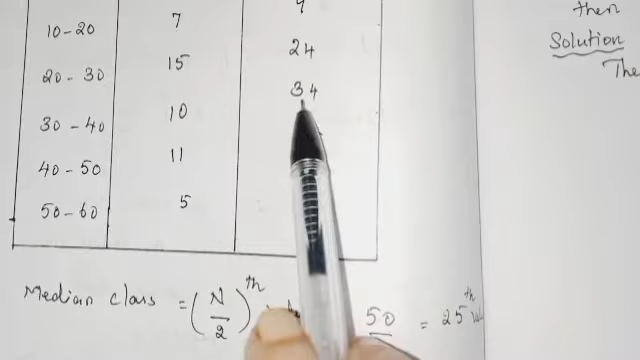 then
10-20 7 9
Solution
20-30 15 24
The
30-40 10 34
40-50 11
50-60 5
Median class = (N/2)th 50 = 25th